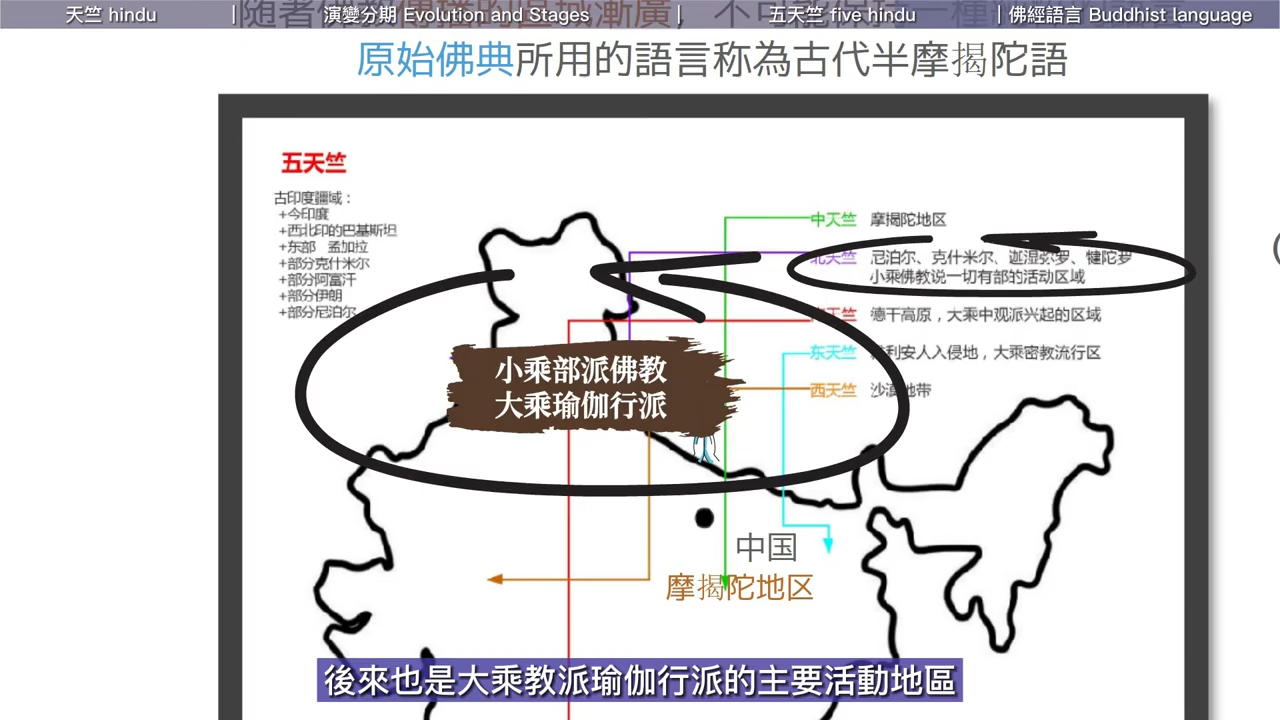 天竺 hindu | 演變分期 Evolution and Stages | 五天竺 five hindu | 佛經語言 Buddhist language
原始佛典所用的語言称為古代半摩揭陀語
五天竺
古印度疆域：
+今印度
+西北印的巴基斯坦
+东部 孟加拉
+部分克什米尔
+部分阿富汗
+部分伊朗
+部分尼泊尔
中天竺 摩揭陀地区
北天竺 尼泊尔、克什米尔、迦湿弥罗、犍陀罗
小乘佛教说一切有部的活动区域
天竺 德干高原，大乘中观派兴起的区域
东天竺 利安人入侵地，大乘密教流行区
西天竺 沙漠地带
小乘部派佛教
大乘瑜伽行派
中国
摩揭陀地区
後來也是大乘教派瑜伽行派的主要活動地區